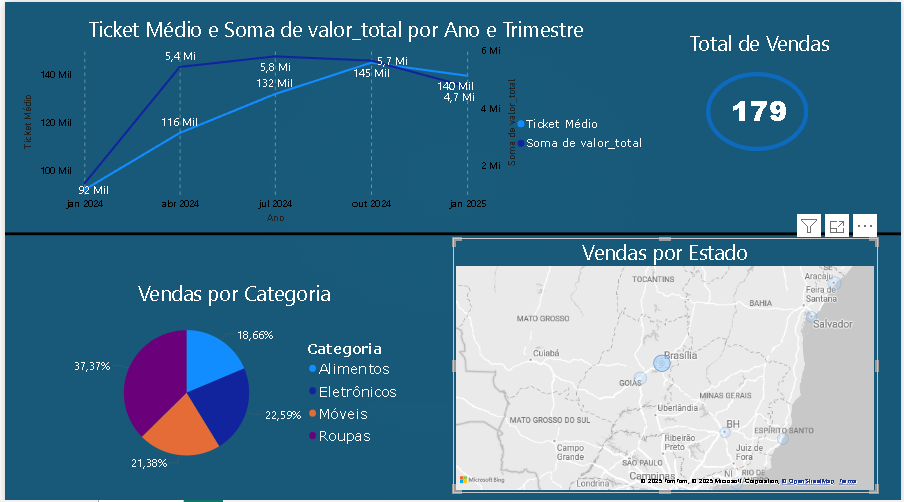 Ticket Médio e Soma de valor_total por Ano e Trimestre
140 Mil
120 Mil
100 Mil
Ticket Médio
5,4 Mi
5,8 Mi
5,7 Mi
4,7 Mi
92 Mil
116 Mil
132 Mil
145 Mil
140 Mil
6 Mi
4 Mi
2 Mi
Soma de valor_total
jan 2024
abr 2024
jul 2024
out 2024
jan 2025
Ano
Ticket Médio
Soma de valor_total
Total de Vendas
179
Vendas por Categoria
18,66%
37,37%
22,59%
21,38%
Categoria
Alimentos
Eletrônicos
Móveis
Roupas
Vendas por Estado
SE
TOCANTINS
Aracaju
Feira de
Santana
BAHIA
MATO GROSSO
Salvador
Cuiabá
Brasília
GOIÁS
MINAS GERAIS
Uberlândia
MATO GROSSO DO SUL
BH
ESPÍRITO SANTO
Ribeirão
Preto
Campo
Grande
Juiz de
Fora
SÃO PAULO
Campinas
RIO
Londrina
Microsoft Bing
© 2025 TomTom, © 2025 Microsoft Corporation, © OpenStreetMap Terms